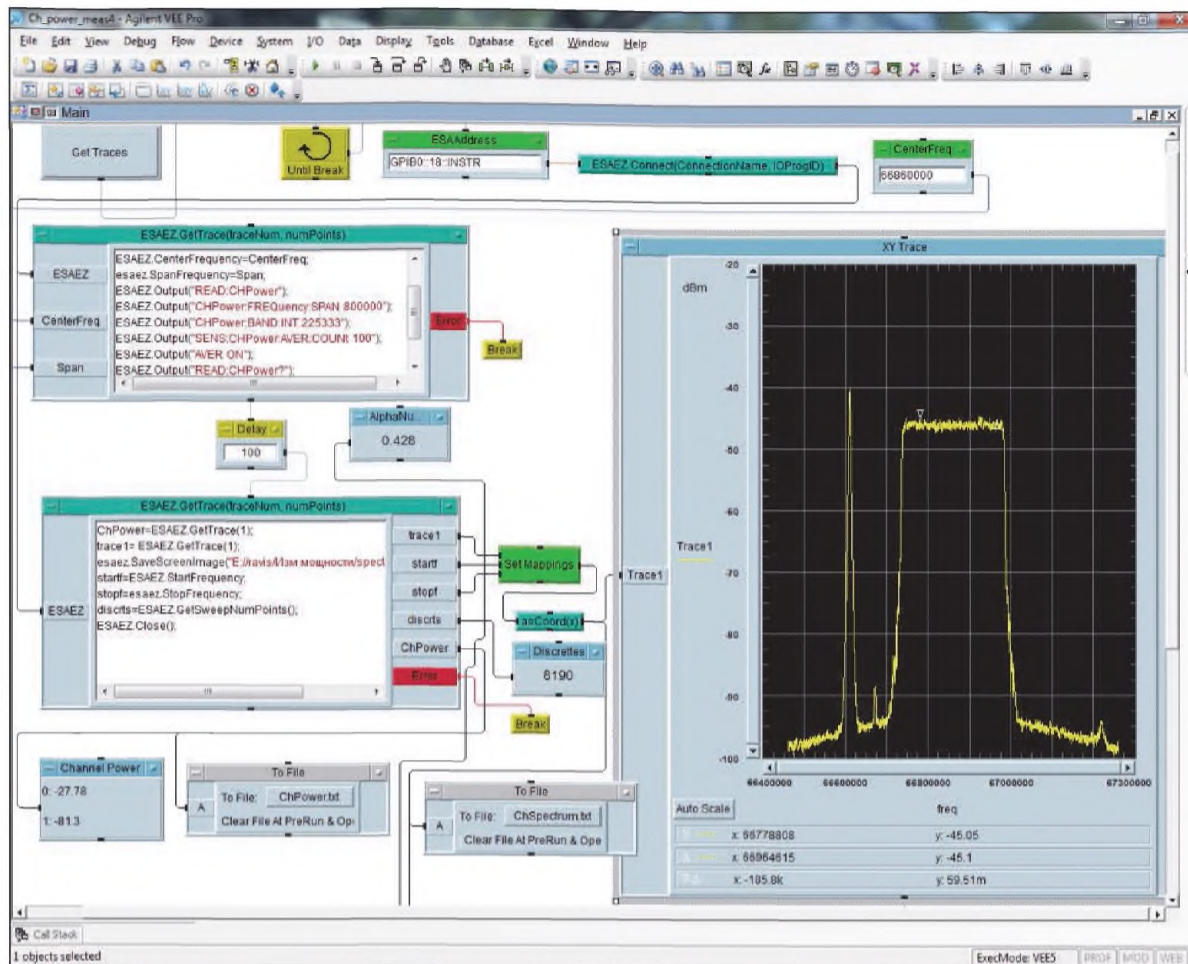 Ch_power_meas4 - Agilent VEE Pro
File Edit View Debug Flow Device System I/O Data Display Tools Database Excel Window Help
Main
Get Traces
Until Break
ESAAddress
GPIB0::18::INSTR
ESAEZ.Connect(ConnectionName, IOProgID)
CenterFreq
66860000
ESAEZ.GetTrace(traceNum, numPoints)
ESAEZ
CenterFreq
Span
ESAEZ.CenterFrequency=CenterFreq;
esaez.SpanFrequency=Span;
ESAEZ.Output("READ:CHPower");
ESAEZ.Output("CHPower:FREQuency:SPAN 800000");
ESAEZ.Output("CHPower:BAND:INT 225333");
ESAEZ.Output("SENS:CHPower:AVER:COUNt 100");
ESAEZ.Output("AVER ON");
ESAEZ.Output("READ:CHPower?");
Error
Break
Delay
100
AlphaNu...
0.428
ESAEZ.GetTrace(traceNum, numPoints)
ESAEZ
ChPower=ESAEZ.GetTrace(1);
trace1= ESAEZ.GetTrace(1);
esaez.SaveScreenImage("E:/ravis/Изм мощности/spect
startf=ESAEZ.StartFrequency;
stopf=esaez.StopFrequency;
discrts=ESAEZ.GetSweepNumPoints();
ESAEZ.Close();
trace1
startf
stopf
discrts
ChPower
Error
Break
Set Mappings
asCoord(x)
Discrettes
8190
Channel Power
0: -27.78
1: -81.3
To File
A
To File: ChPower.txt
Clear File At PreRun & Ope
To File
A
To File: ChSpectrum.txt
Clear File At PreRun & Ope
XY Trace
dBm
Trace1
Trace1
-20
-30
-40
-50
-60
-70
-80
-90
-100
66400000 66600000 66800000 67000000 67300000
Auto Scale
freq
x: 66778808 y: -45.05
x: 66964615 y: -45.1
x: -185.8k y: 59.51m
Call Stack
1 objects selected
ExecMode: VEE5 PROF MOD WEB